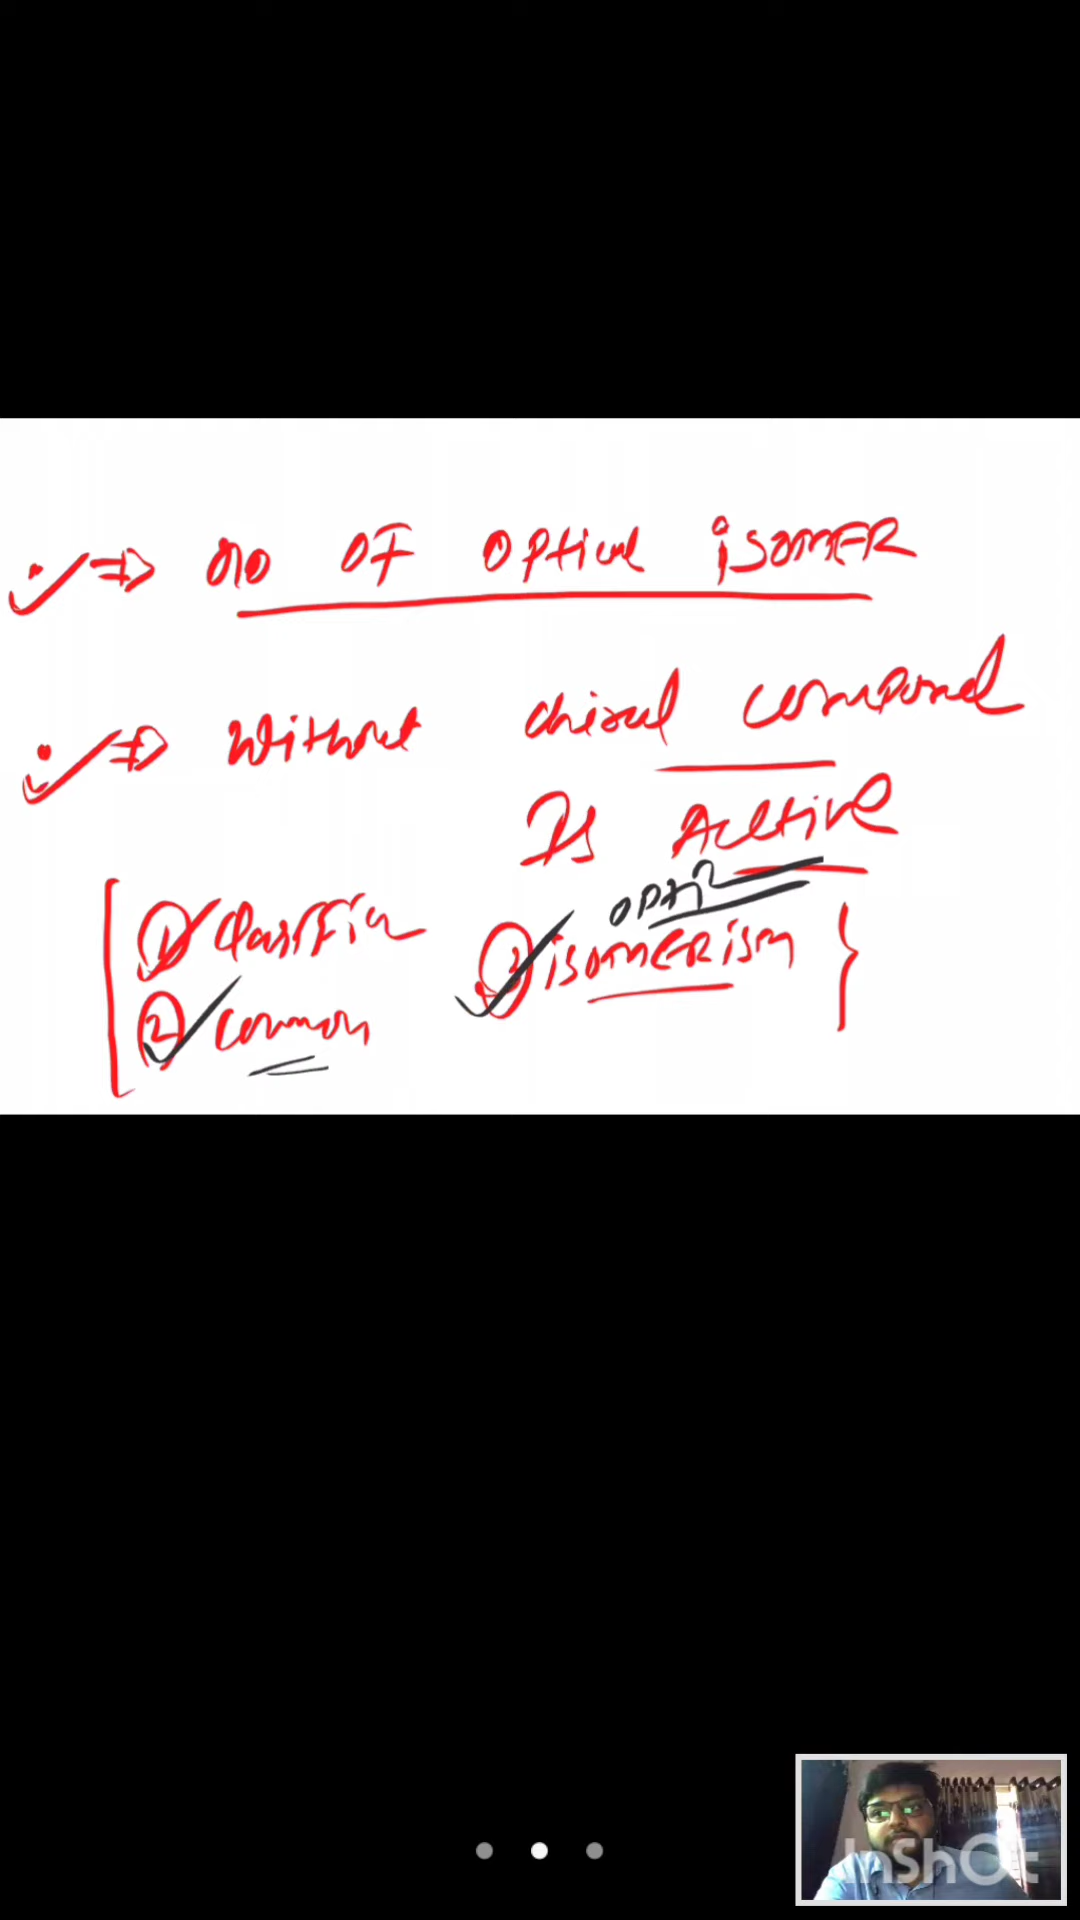 ⇒ no OF Optical isomER
⇒ Without chiral compound
Is Active
① Classific
opti
③ isomERism
② common
InShOt